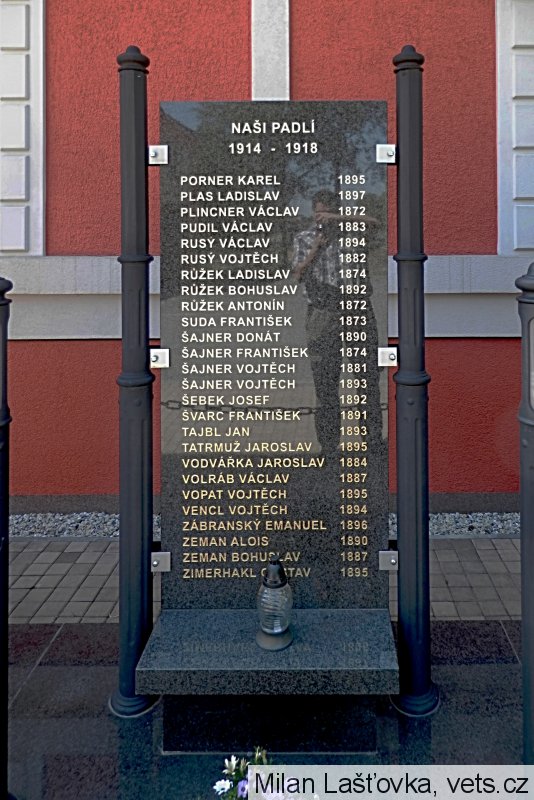 NAŠI PADLÍ
1914 - 1918
PORNER KAREL 1895
PLAS LADISLAV 1897
PLINCNER VÁCLAV 1872
PUDIL VÁCLAV 1883
RUSÝ VÁCLAV 1894
RUSÝ VOJTĚCH 1882
RŮŽEK LADISLAV 1874
RŮŽEK BOHUSLAV 1892
RŮŽEK ANTONÍN 1872
SUDA FRANTIŠEK 1873
ŠAJNER DONÁT 1890
ŠAJNER FRANTIŠEK 1874
ŠAJNER VOJTĚCH 1881
ŠAJNER VOJTĚCH 1893
ŠEBEK JOSEF 1892
ŠVARC FRANTIŠEK 1891
TAJBL JAN 1893
TATRMUŽ JAROSLAV 1895
VODVÁŘKA JAROSLAV 1884
VOLRÁB VÁCLAV 1887
VOPAT VOJTĚCH 1895
VENCL VOJTĚCH 1894
ZÁBRANSKÝ EMANUEL 1896
ZEMAN ALOIS 1890
ZEMAN BOHUSLAV 1887
ZIMERHAKL 1895
Milan Lašťovka, vets.cz